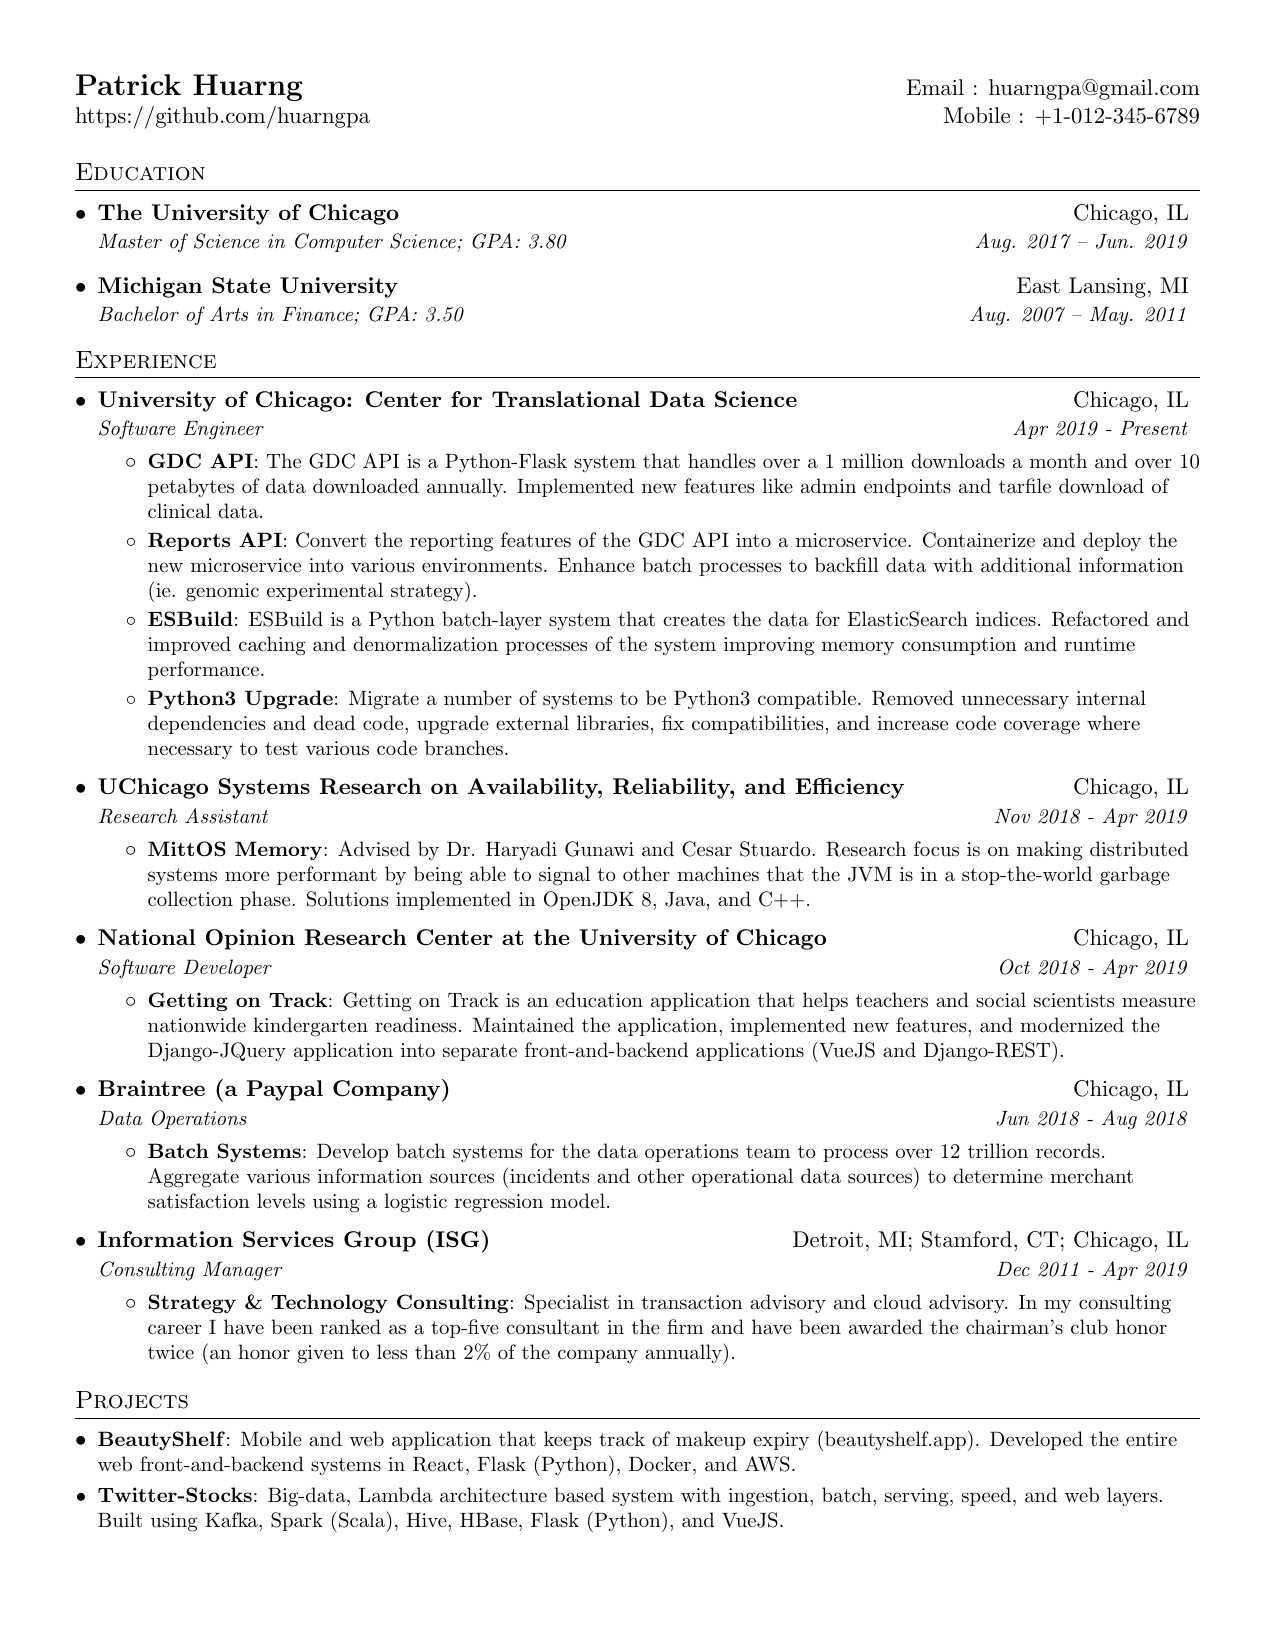 Patrick Huarng
Email : huarngpa@gmail.com
https://github.com/huarngpa
Mobile : +1-012-345-6789
Education
• The University of Chicago
Chicago, IL
Master of Science in Computer Science; GPA: 3.80
Aug. 2017 – Jun. 2019
• Michigan State University
East Lansing, MI
Bachelor of Arts in Finance; GPA: 3.50
Aug. 2007 – May. 2011
Experience
• University of Chicago: Center for Translational Data Science
Chicago, IL
Software Engineer
Apr 2019 - Present
◦ GDC API: The GDC API is a Python-Flask system that handles over a 1 million downloads a month and over 10
petabytes of data downloaded annually. Implemented new features like admin endpoints and tarfile download of
clinical data.
◦ Reports API: Convert the reporting features of the GDC API into a microservice. Containerize and deploy the
new microservice into various environments. Enhance batch processes to backfill data with additional information
(ie. genomic experimental strategy).
◦ ESBuild: ESBuild is a Python batch-layer system that creates the data for ElasticSearch indices. Refactored and
improved caching and denormalization processes of the system improving memory consumption and runtime
performance.
◦ Python3 Upgrade: Migrate a number of systems to be Python3 compatible. Removed unnecessary internal
dependencies and dead code, upgrade external libraries, fix compatibilities, and increase code coverage where
necessary to test various code branches.
• UChicago Systems Research on Availability, Reliability, and Efficiency
Chicago, IL
Research Assistant
Nov 2018 - Apr 2019
◦ MittOS Memory: Advised by Dr. Haryadi Gunawi and Cesar Stuardo. Research focus is on making distributed
systems more performant by being able to signal to other machines that the JVM is in a stop-the-world garbage
collection phase. Solutions implemented in OpenJDK 8, Java, and C++.
• National Opinion Research Center at the University of Chicago
Chicago, IL
Software Developer
Oct 2018 - Apr 2019
◦ Getting on Track: Getting on Track is an education application that helps teachers and social scientists measure
nationwide kindergarten readiness. Maintained the application, implemented new features, and modernized the
Django-JQuery application into separate front-and-backend applications (VueJS and Django-REST).
• Braintree (a Paypal Company)
Chicago, IL
Data Operations
Jun 2018 - Aug 2018
◦ Batch Systems: Develop batch systems for the data operations team to process over 12 trillion records.
Aggregate various information sources (incidents and other operational data sources) to determine merchant
satisfaction levels using a logistic regression model.
• Information Services Group (ISG)
Detroit, MI; Stamford, CT; Chicago, IL
Consulting Manager
Dec 2011 - Apr 2019
◦ Strategy & Technology Consulting: Specialist in transaction advisory and cloud advisory. In my consulting
career I have been ranked as a top-five consultant in the firm and have been awarded the chairman's club honor
twice (an honor given to less than 2% of the company annually).
Projects
• BeautyShelf: Mobile and web application that keeps track of makeup expiry (beautyshelf.app). Developed the entire
web front-and-backend systems in React, Flask (Python), Docker, and AWS.
• Twitter-Stocks: Big-data, Lambda architecture based system with ingestion, batch, serving, speed, and web layers.
Built using Kafka, Spark (Scala), Hive, HBase, Flask (Python), and VueJS.